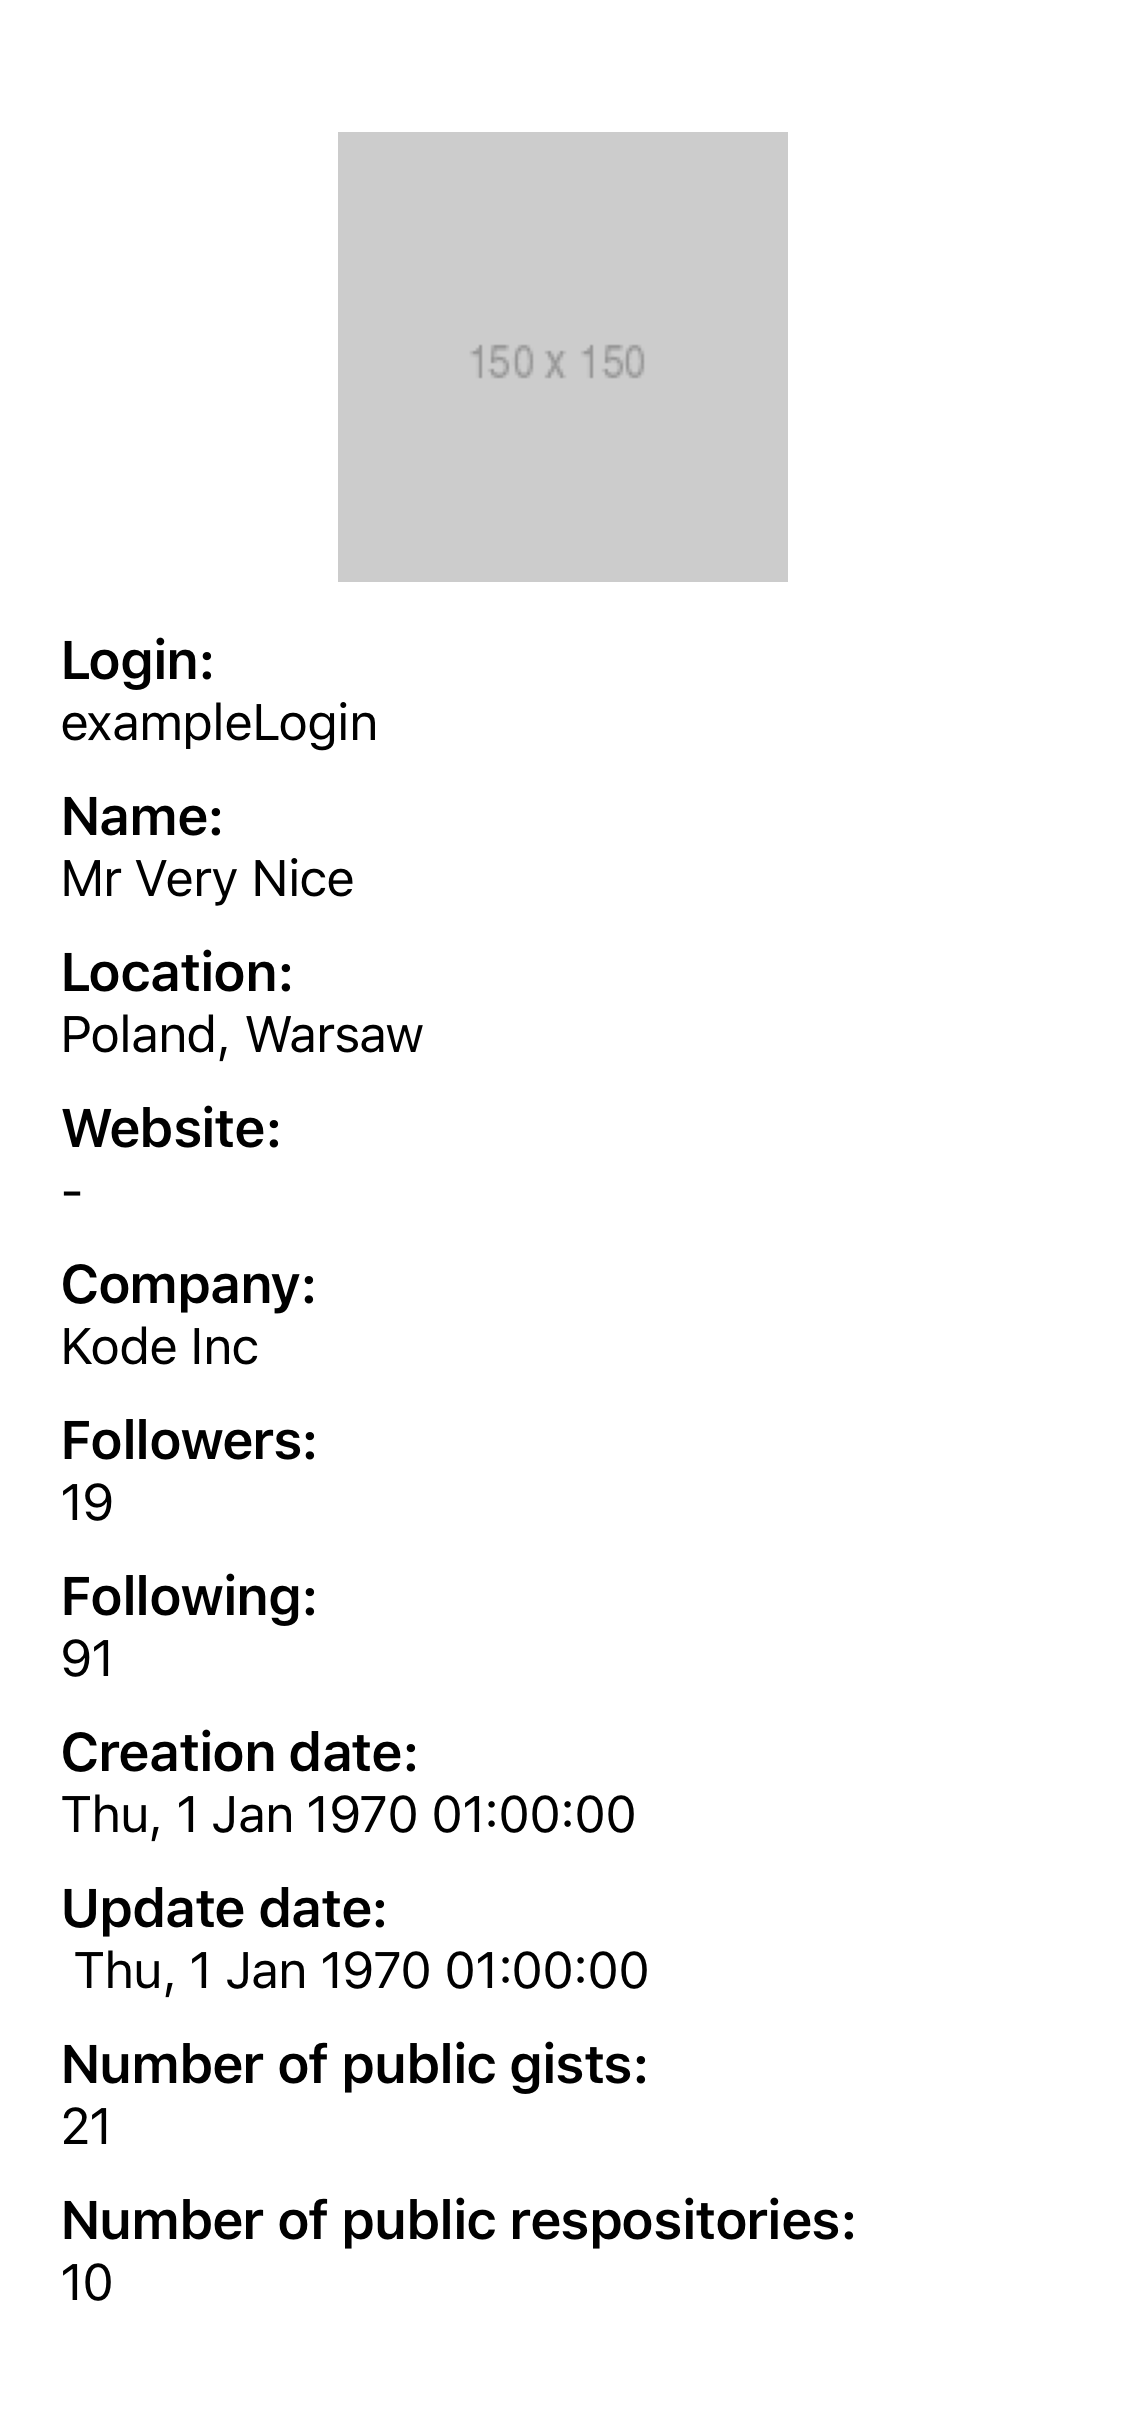 150 x 150
Login:
exampleLogin
Name:
Mr Very Nice
Location:
Poland, Warsaw
Website:
-
Company:
Kode Inc
Followers:
19
Following:
91
Creation date:
Thu, 1 Jan 1970 01:00:00
Update date:
Thu, 1 Jan 1970 01:00:00
Number of public gists:
21
Number of public respositories:
10